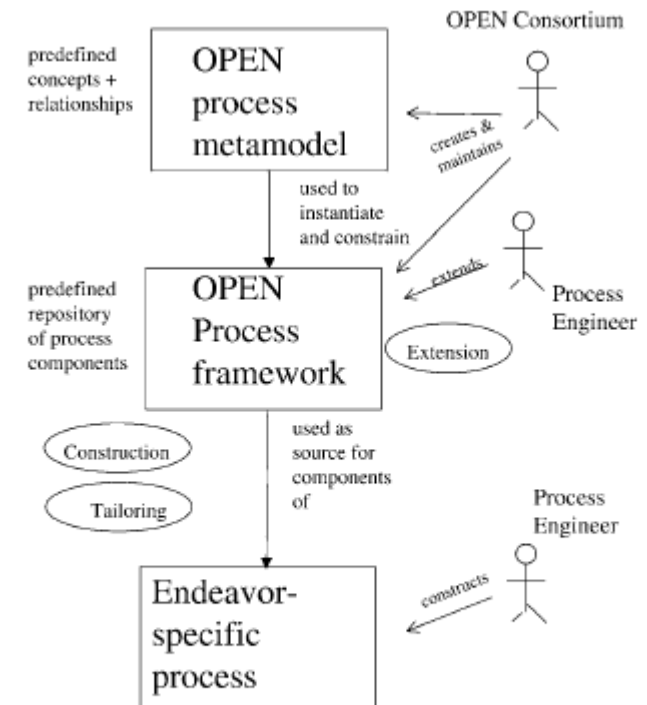 OPEN Consortium
predefined
concepts +
relationships
OPEN
process
metamodel
creates &
maintains
used to
instantiate
and constrain
extends
Process
Engineer
predefined
repository
of process
components
OPEN
Process
framework
Extension
Construction
Tailoring
used as
source for
components
of
Process
Engineer
constructs
Endeavor-
specific
process